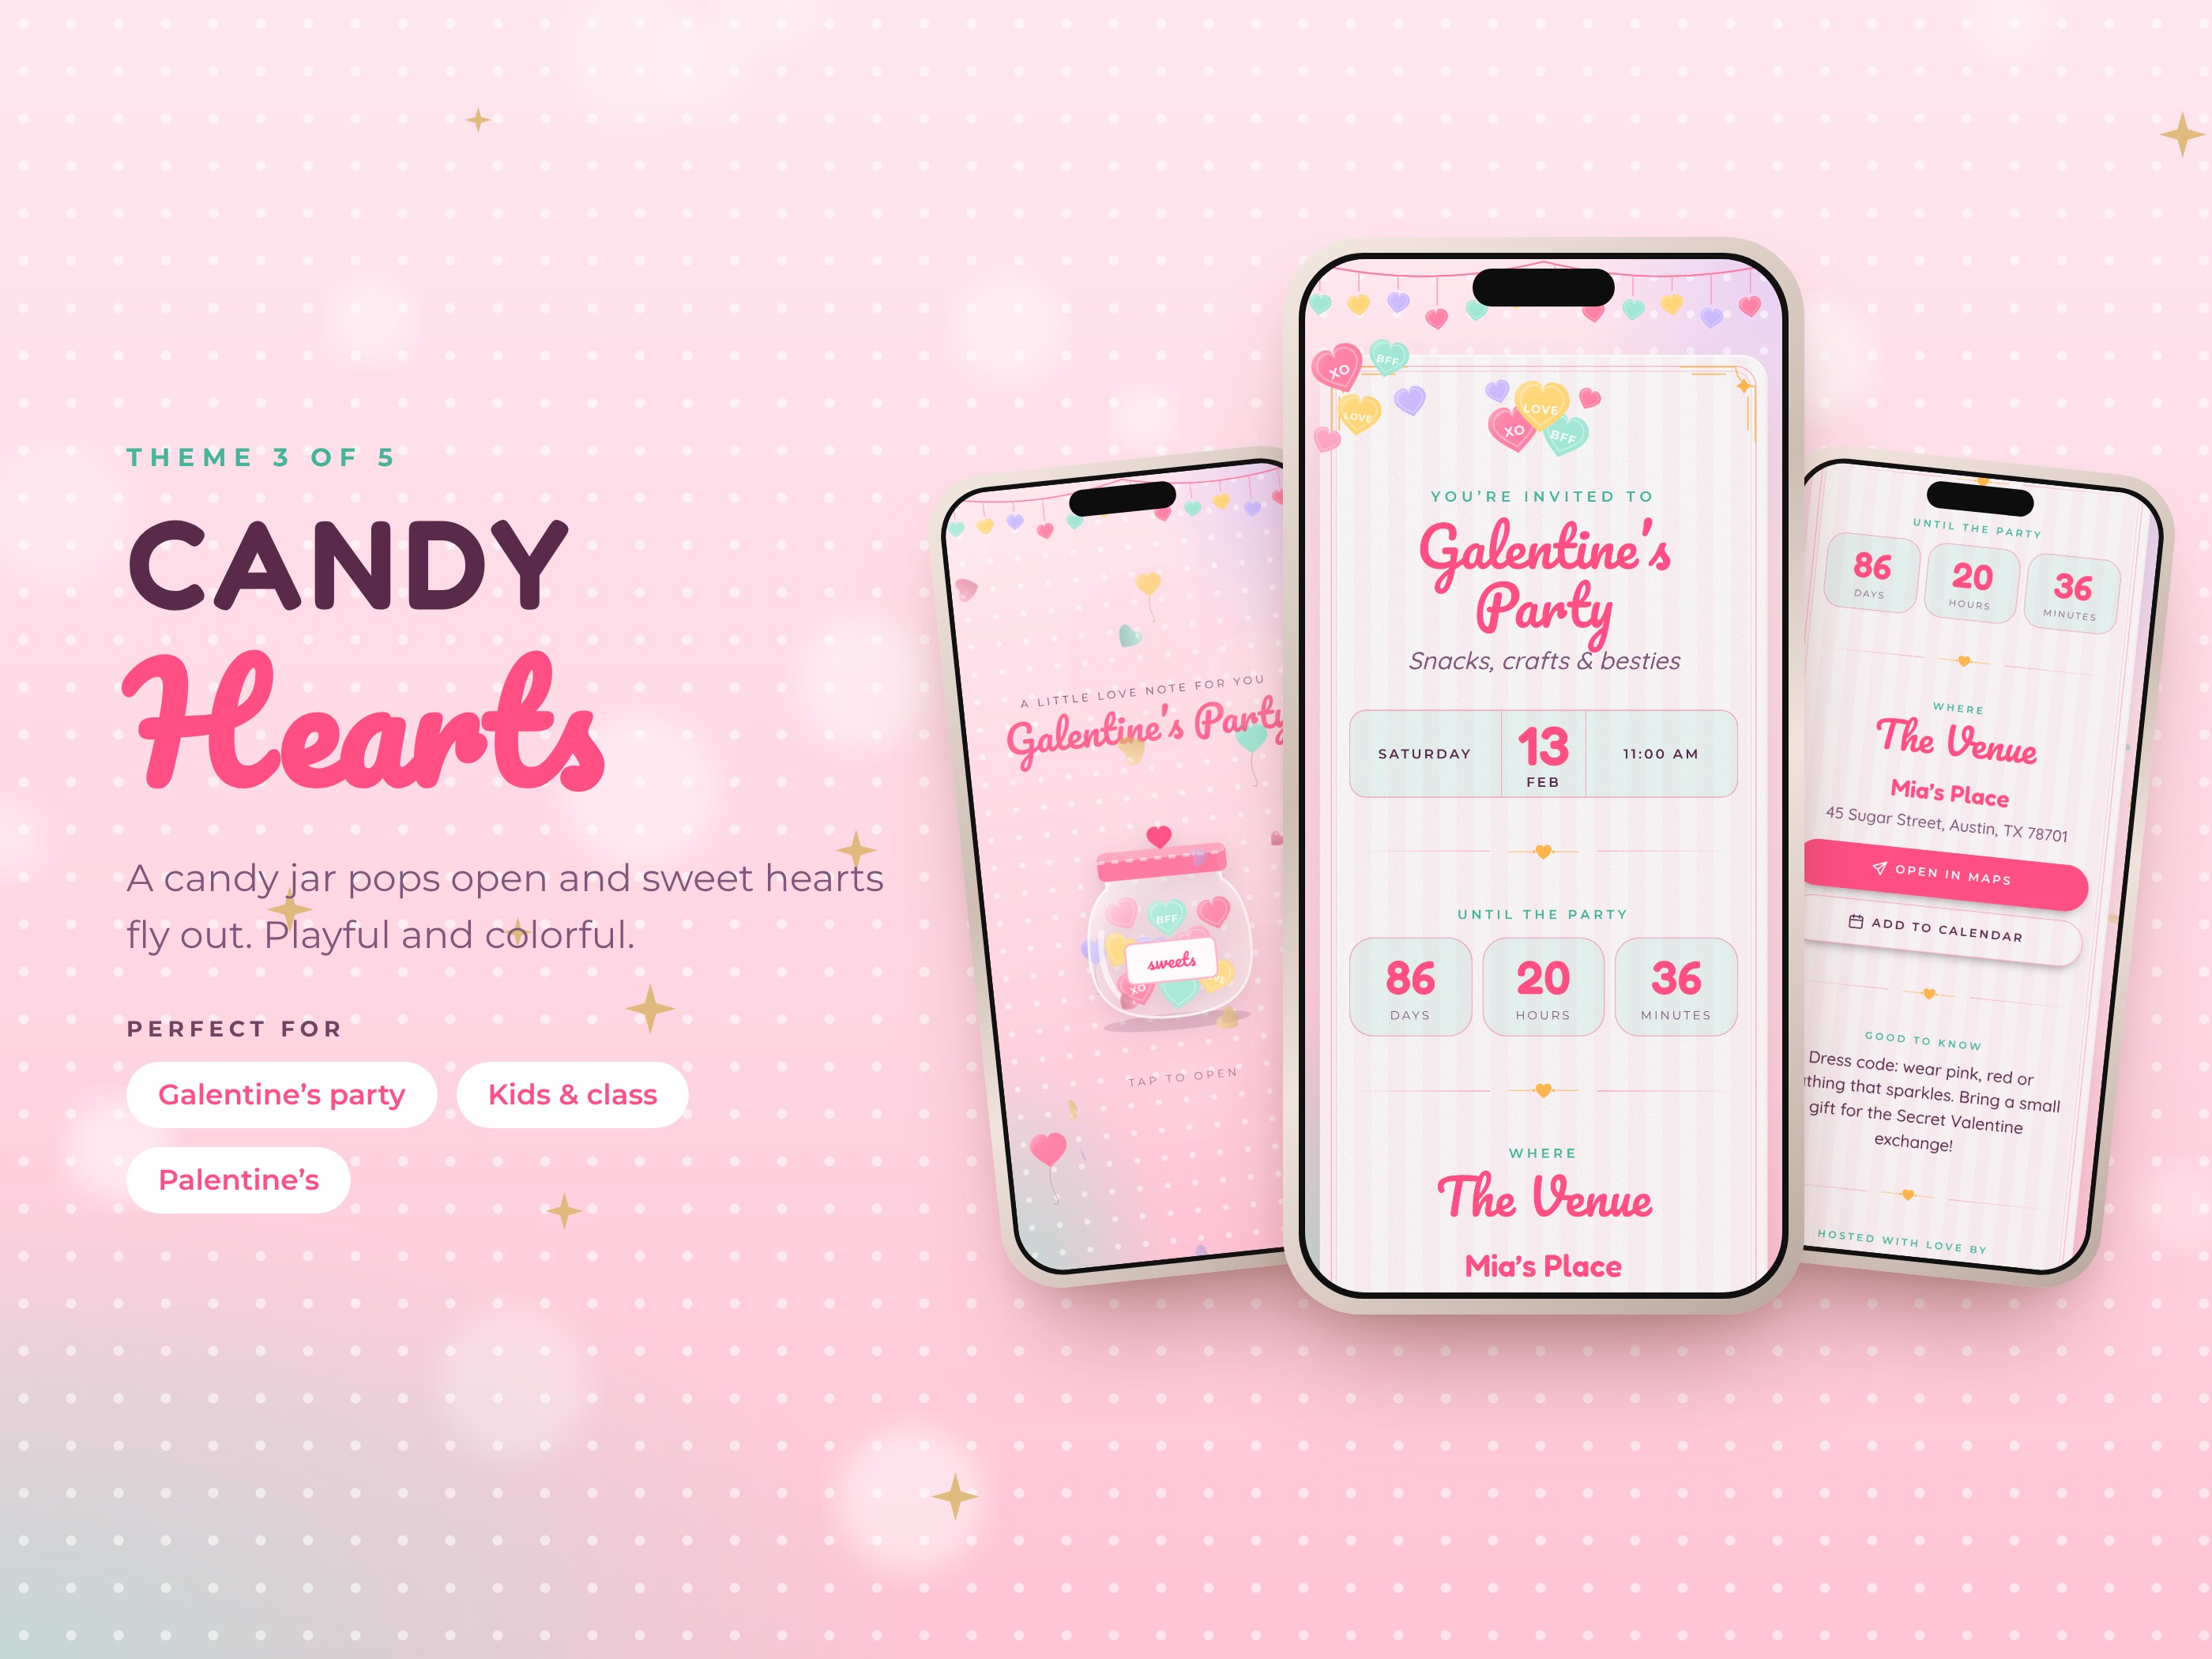 THEME 3 OF 5
CANDY
Hearts
A candy jar pops open and sweet hearts
fly out. Playful and colorful.
PERFECT FOR
Galentine's party
Kids & class
Palentine's
A LITTLE LOVE NOTE FOR YOU
Galentine's Party
BFF
sweets
XO
TAP TO OPEN
XO
BFF
LOVE
LOVE
XO
BFF
YOU'RE INVITED TO
Galentine's
Party
Snacks, crafts & besties
SATURDAY
13
FEB
11:00 AM
UNTIL THE PARTY
86
DAYS
20
HOURS
36
MINUTES
WHERE
The Venue
Mia's Place
UNTIL THE PARTY
86
DAYS
20
HOURS
36
MINUTES
WHERE
The Venue
Mia's Place
45 Sugar Street, Austin, TX 78701
OPEN IN MAPS
ADD TO CALENDAR
GOOD TO KNOW
Dress code: wear pink, red or
that sparkles. Bring a small
gift for the Secret Valentine
exchange!
HOSTED WITH LOVE BY